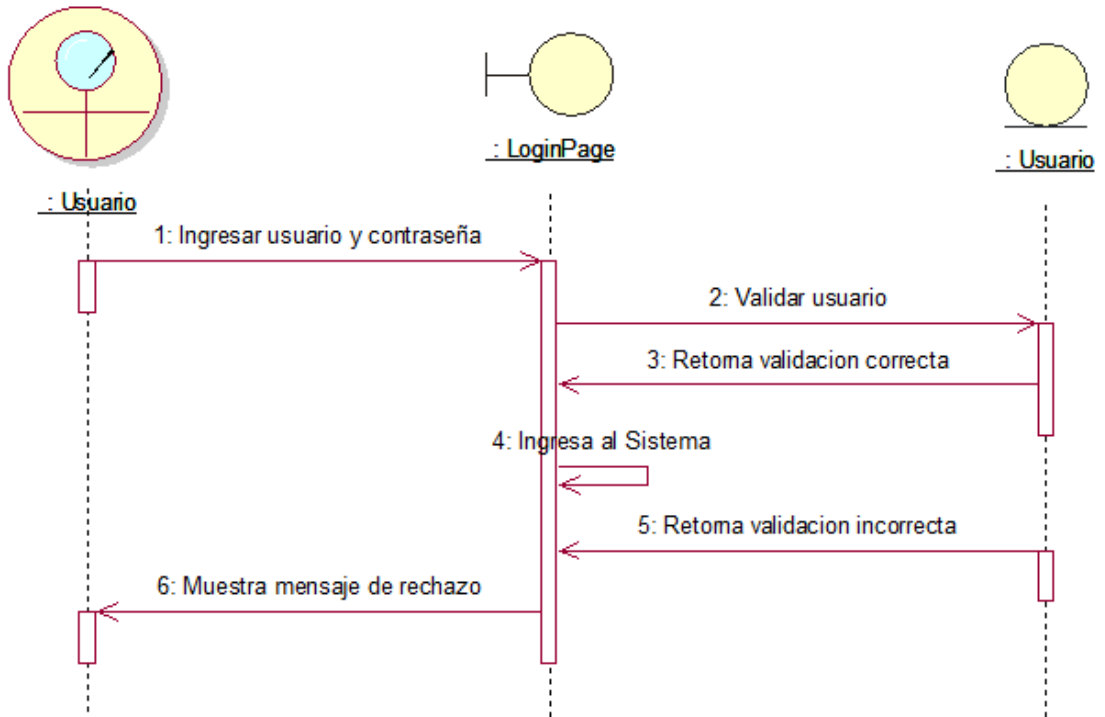 : LoginPage
: Usuario
: Usuario
1: Ingresar usuario y contraseña
2: Validar usuario
3: Retorna validacion correcta
4: Ingresa al Sistema
5: Retorna validacion incorrecta
6: Muestra mensaje de rechazo